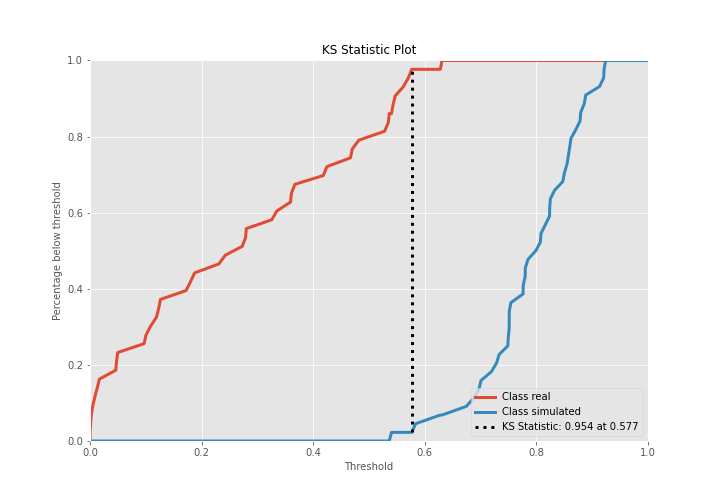 KS Statistic Plot
1.0
0.8
0.6
0.4
0.2
0.0
Percentage below threshold
0.0 0.2 0.4 0.6 0.8 1.0
Threshold
Class real
Class simulated
KS Statistic: 0.954 at 0.577